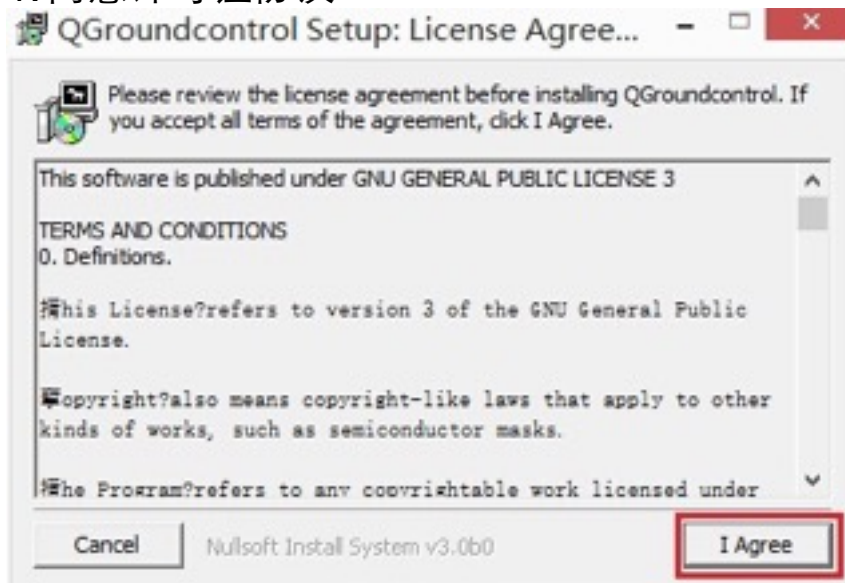 QGroundcontrol Setup: License Agree...
Please review the license agreement before installing QGroundcontrol. If
you accept all terms of the agreement, click I Agree.
This software is published under GNU GENERAL PUBLIC LICENSE 3
TERMS AND CONDITIONS
0. Definitions.
his License?refers to version 3 of the GNU General Public
License.
opyright?also means copyright-like laws that apply to other
kinds of works, such as semiconductor masks.
he Program?refers to any copyrightable work licensed under
Cancel
Nullsoft Install System v3.0b0
I Agree